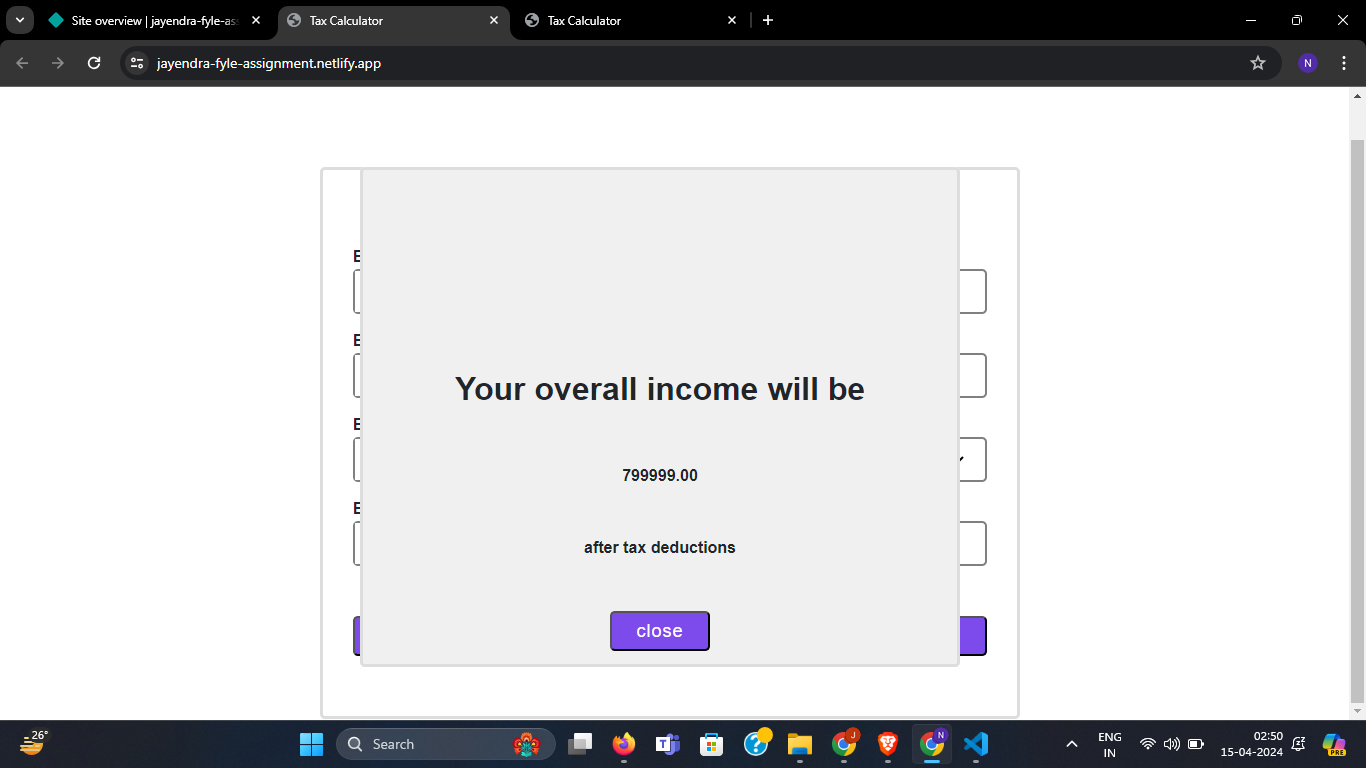 Site overview | jayendra-fyle-as
Tax Calculator
Tax Calculator
jayendra-fyle-assignment.netlify.app
N
E
E
E
E
Your overall income will be
799999.00
after tax deductions
close
26°
Search
J
N
ENG
IN
02:50
15-04-2024
PRE